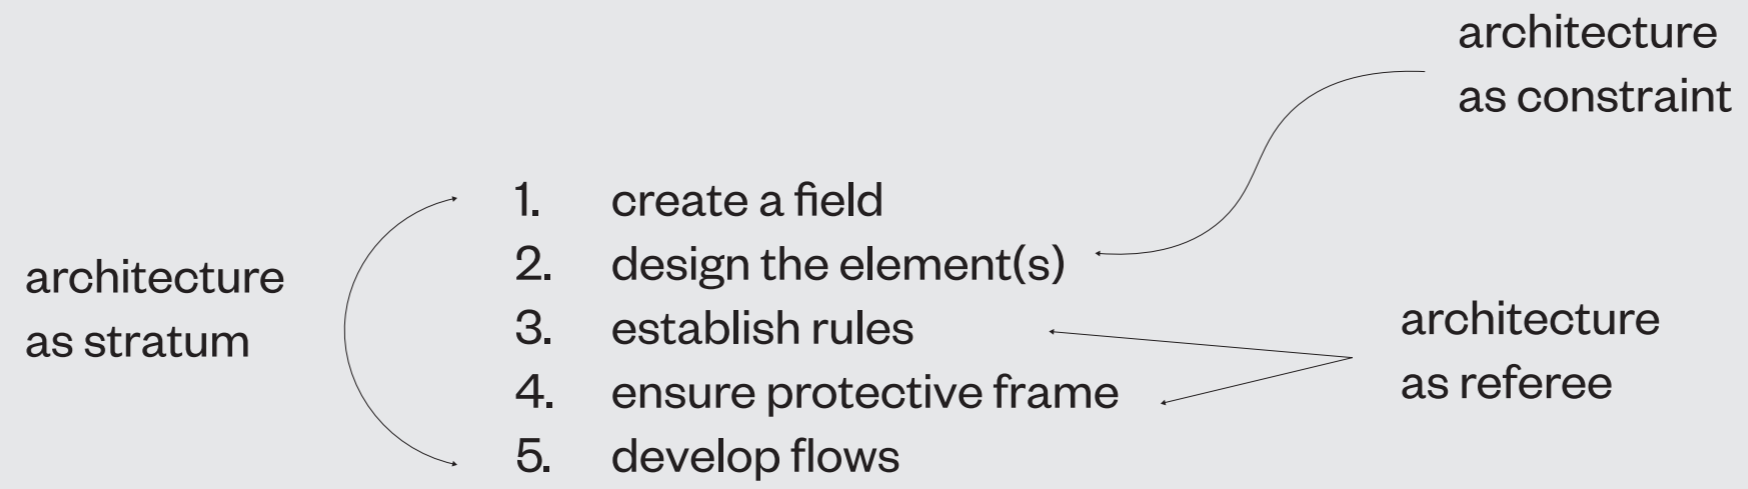 architecture
as constraint
1. create a field
2. design the element(s)
3. establish rules
4. ensure protective frame
5. develop flows
architecture
as stratum
architecture
as referee